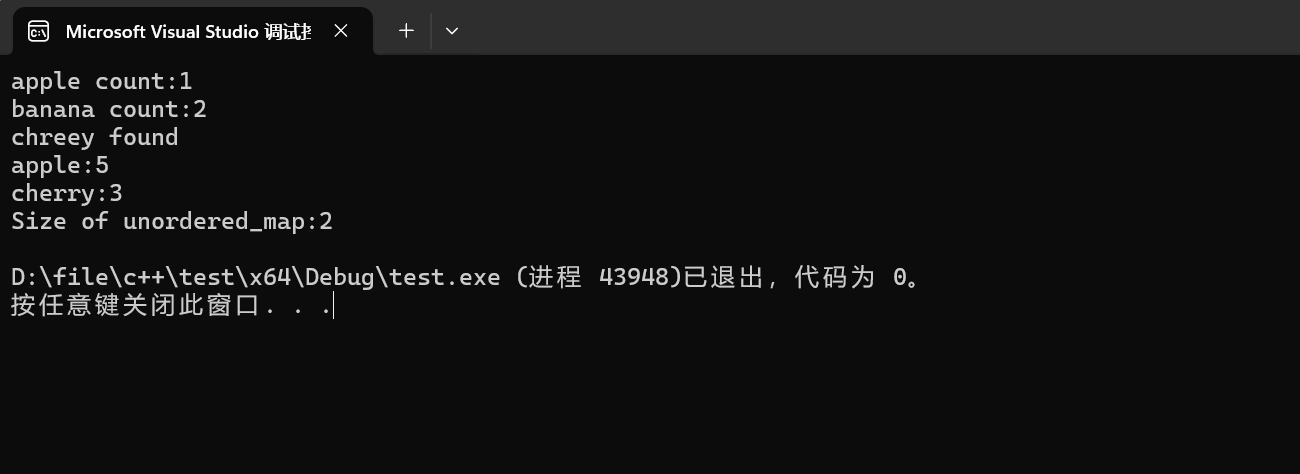 Microsoft Visual Studio 调试
apple count:1
banana count:2
chreey found
apple:5
cherry:3
Size of unordered_map:2
D:\file\c++\test\x64\Debug\test.exe (进程 43948)已退出，代码为 0。
按任意键关闭此窗口. . .